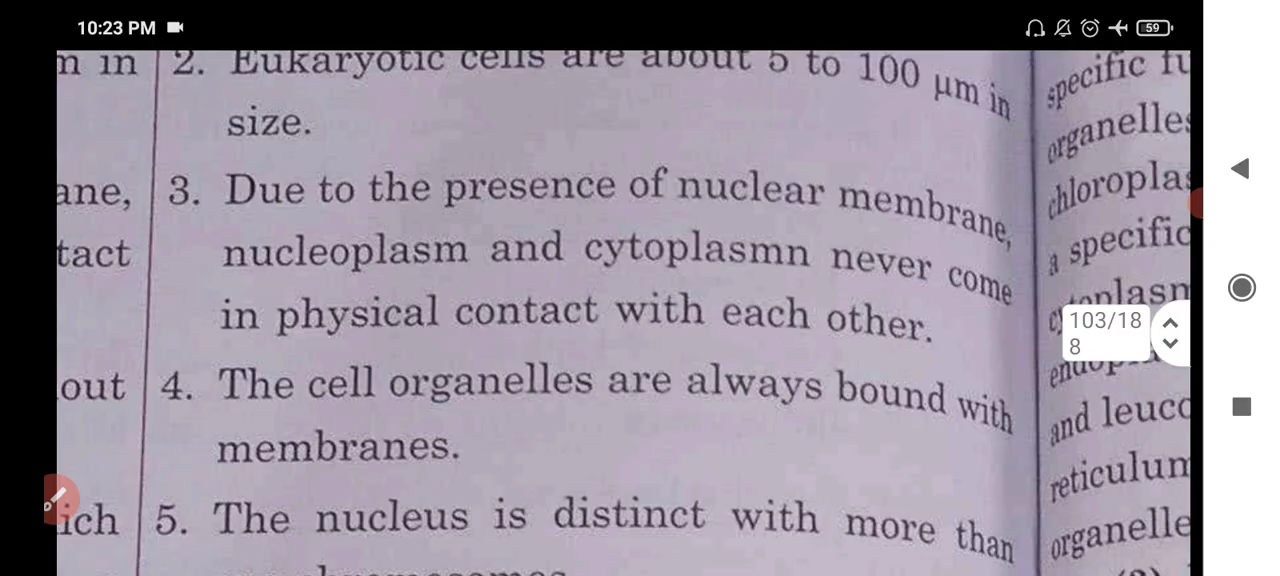 10:23 PM
59
m in
2. Eukaryotic cells are about 5 to 100 μm in
size.
ane,
3. Due to the presence of nuclear membrane,
tact
nucleoplasm and cytoplasmn never come
in physical contact with each other.
out
4. The cell organelles are always bound with
membranes.
ich
5. The nucleus is distinct with more than
specific fu
organelles
chloroplas
a specific
and leuco
reticulum
organelle
103/18
8